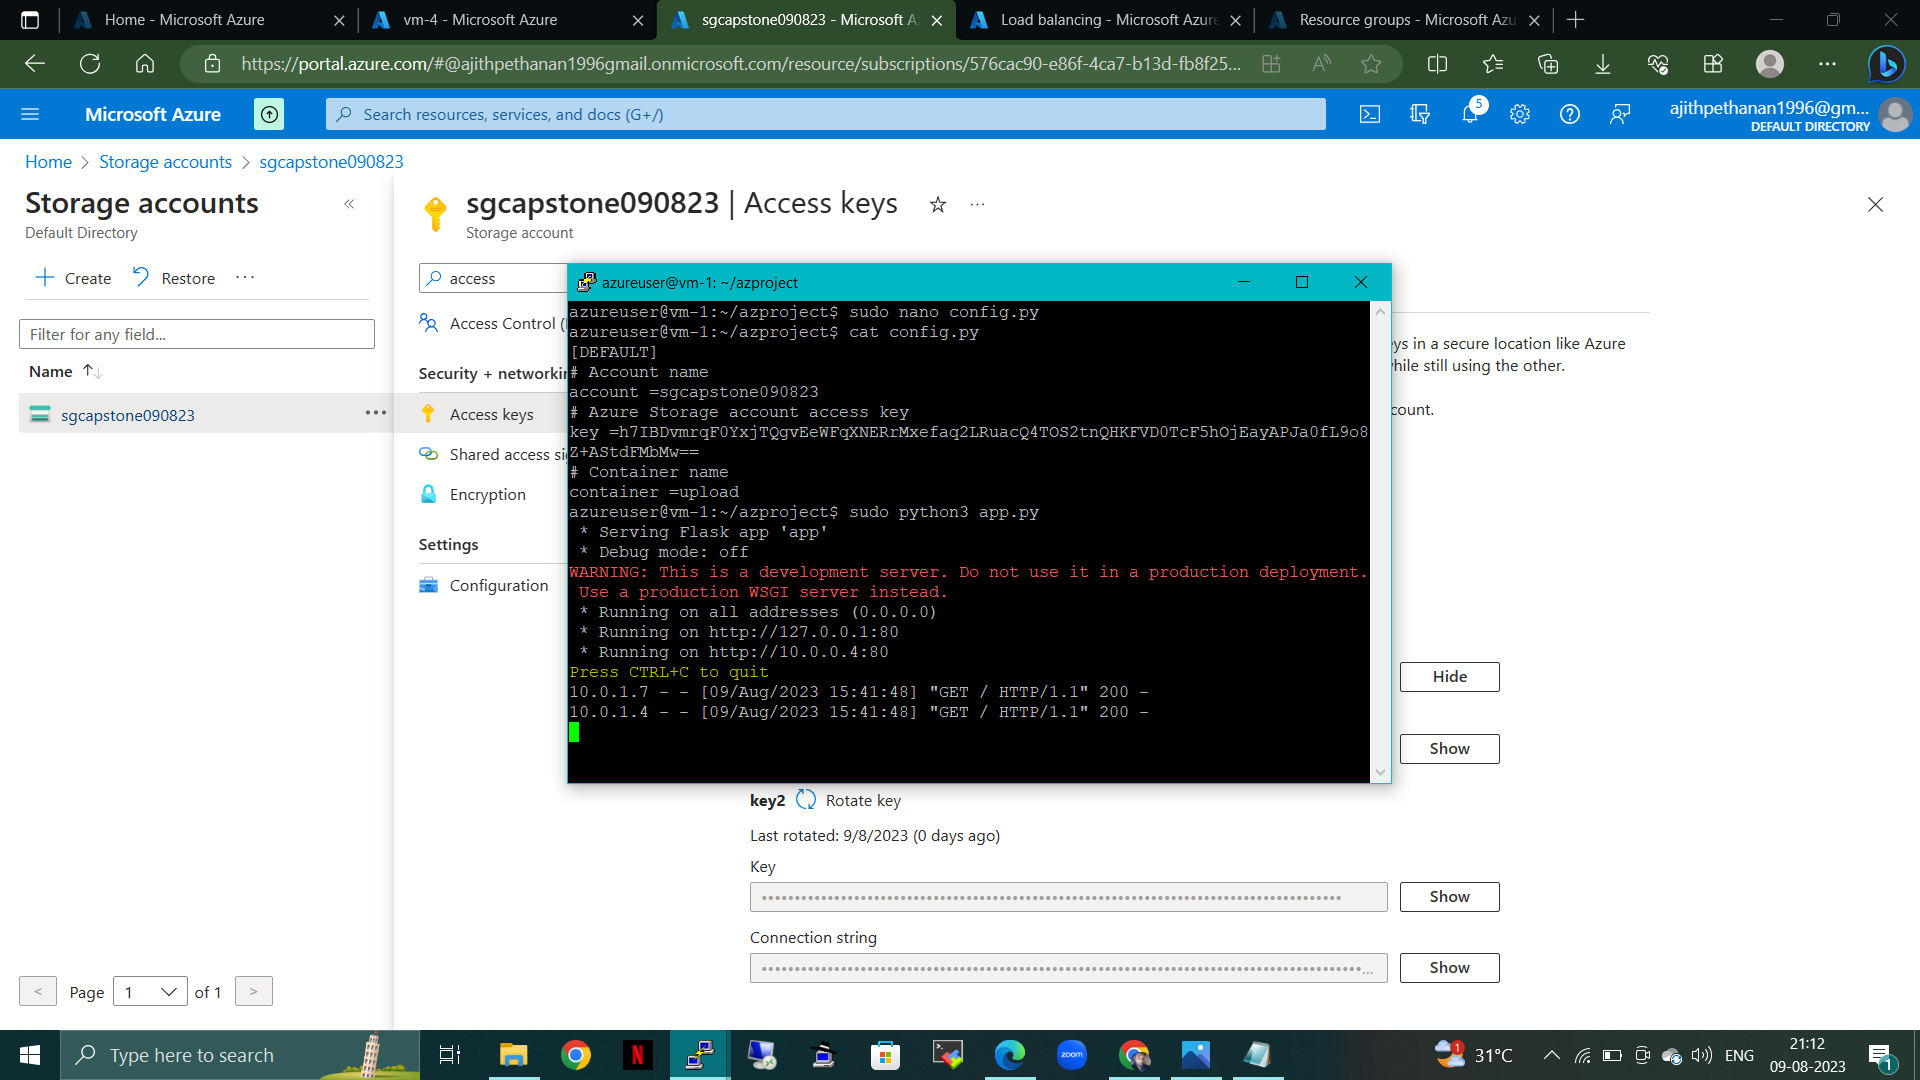 Home - Microsoft Azure
vm-4 - Microsoft Azure
sgcapstone090823 - Microsoft A
Load balancing - Microsoft Azure
Resource groups - Microsoft Azu
https://portal.azure.com/#@ajithpethanan1996gmail.onmicrosoft.com/resource/subscriptions/576cac90-e86f-4ca7-b13d-fb8f25...
Microsoft Azure
Search resources, services, and docs (G+/)
5
ajithpethanan1996@gm...
DEFAULT DIRECTORY
Home > Storage accounts > sgcapstone090823
Storage accounts
Default Directory
Create
Restore
Filter for any field...
Name
sgcapstone090823
< Page 1 of 1 >
sgcapstone090823 | Access keys
Storage account
access
Access Control (
Security + networkin
Access keys
Shared access si
Encryption
Settings
Configuration
azureuser@vm-1: ~/azproject
azureuser@vm-1:~/azproject$ sudo nano config.py
azureuser@vm-1:~/azproject$ cat config.py
[DEFAULT]
# Account name
account =sgcapstone090823
# Azure Storage account access key
key =h7IBDvmrqF0YxjTQgvEeWFqXNERrMxefaq2LRuacQ4TOS2tnQHKFVD0TcF5hOjEayAPJa0fL9o8
Z+AStdFMbMw==
# Container name
container =upload
azureuser@vm-1:~/azproject$ sudo python3 app.py
* Serving Flask app 'app'
* Debug mode: off
WARNING: This is a development server. Do not use it in a production deployment.
Use a production WSGI server instead.
* Running on all addresses (0.0.0.0)
* Running on http://127.0.0.1:80
* Running on http://10.0.0.4:80
Press CTRL+C to quit
10.0.1.7 - - [09/Aug/2023 15:41:48] "GET / HTTP/1.1" 200 -
10.0.1.4 - - [09/Aug/2023 15:41:48] "GET / HTTP/1.1" 200 -
ys in a secure location like Azure
hile still using the other.
count.
Hide
Show
key2
Rotate key
Last rotated: 9/8/2023 (0 days ago)
Key
Show
Connection string
Show
Type here to search
zoom
1
31°C
ENG
21:12
09-08-2023
1